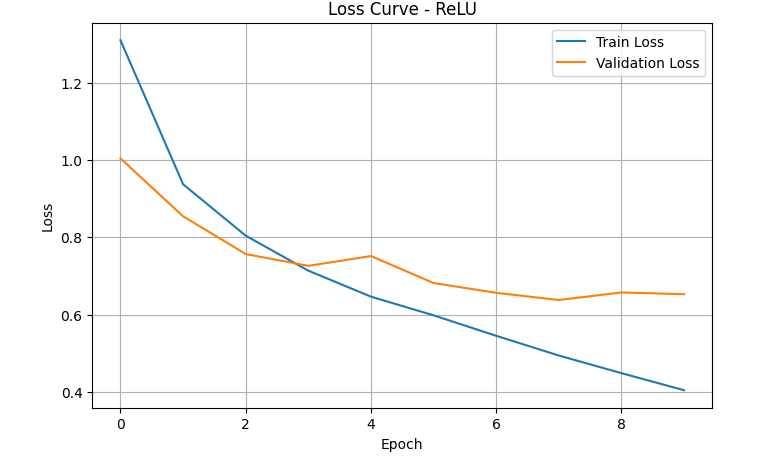 Loss Curve - ReLU
Train Loss
Validation Loss
Loss
1.2
1.0
0.8
0.6
0.4
0 2 4 6 8
Epoch